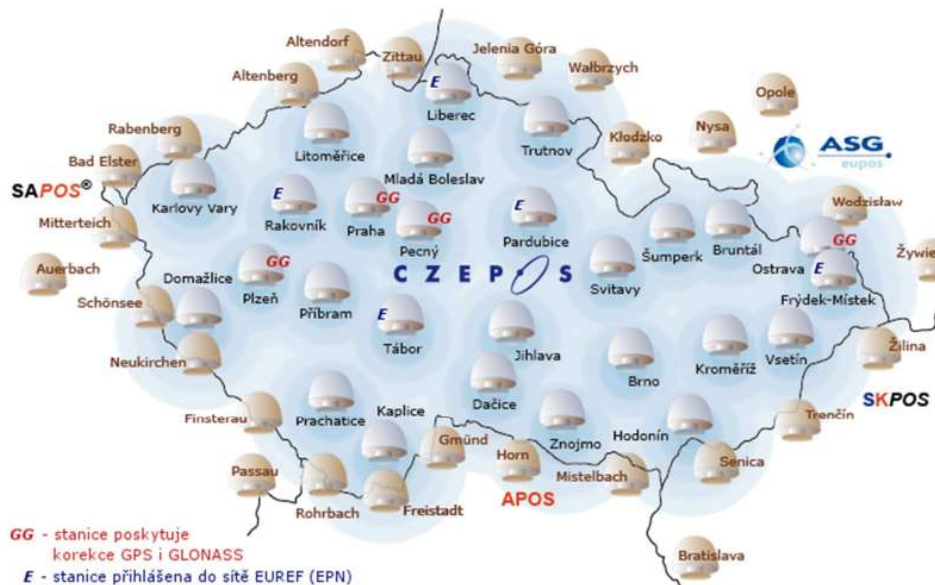 Altendorf
Zittau
Jelenia Góra
Wałbrzych
Altenberg
E
Liberec
Opole
Rabenberg
Litoměřice
Trutnov
Kłodzko
Nysa
ASG
eupos
Bad Elster
Mladá Boleslav
SAPOS®
Karlovy Vary
E
Rakovník
GG
Praha
GG
Pecný
E
Pardubice
Wodzisław
Mitterteich
Šumperk
Bruntál
GG
Ostrava
Żywiec
Auerbach
Domažlice
GG
Plzeň
CZEPOS
Svitavy
E
Frýdek-Místek
Schönsee
Příbram
E
Tábor
Jihlava
Neukirchen
Brno
Kroměříž
Vsetín
Žilina
SKPOS
Finsterau
Prachatice
Kaplice
Dačice
Trenčín
Gmünd
Znojmo
Hodonín
Passau
Horn
Mistelbach
Senica
APOS
Rohrbach
Freistadt
GG - stanice poskytuje
korekce GPS i GLONASS
E - stanice přihlášena do sítě EUREF (EPN)
Bratislava